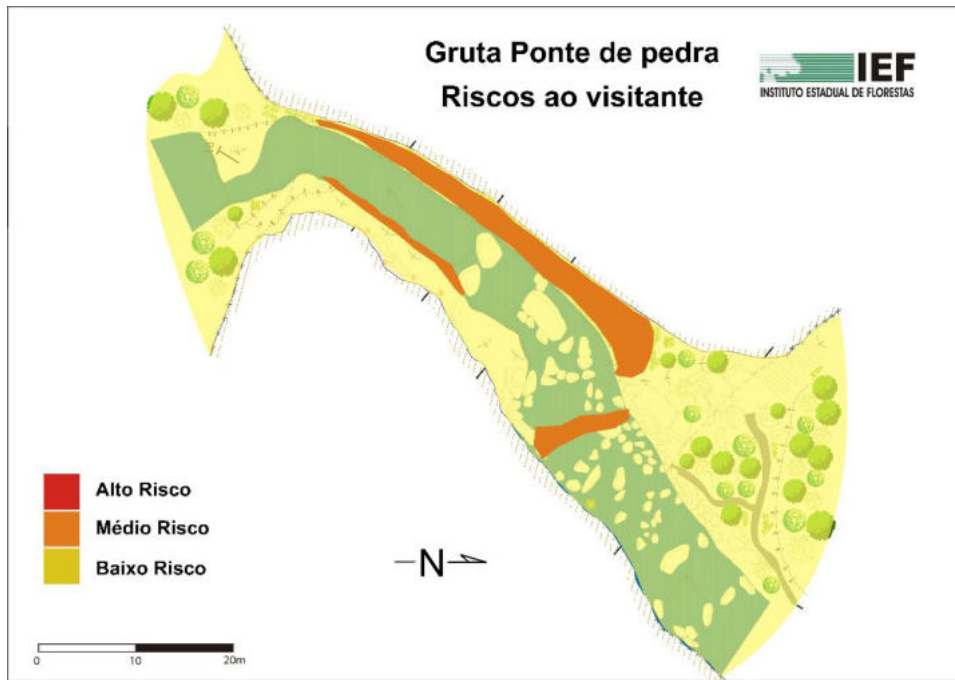 Gruta Ponte de pedra
Riscos ao visitante
IEF
INSTITUTO ESTADUAL DE FLORESTAS
Alto Risco
Médio Risco
Baixo Risco
N
0 10 20m